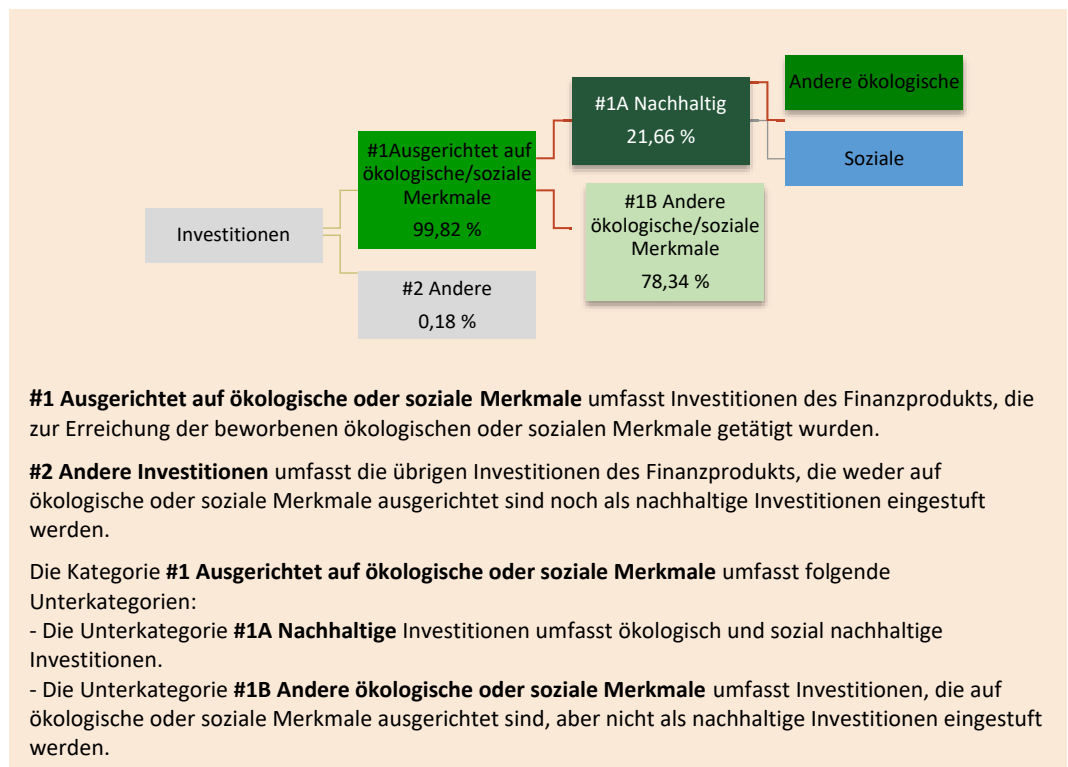 Investitionen
#1Ausgerichtet auf
ökologische/soziale
Merkmale
99,82 %
#2 Andere
0,18 %
#1A Nachhaltig
21,66 %
#1B Andere
ökologische/soziale
Merkmale
78,34 %
Andere ökologische
Soziale
#1 Ausgerichtet auf ökologische oder soziale Merkmale umfasst Investitionen des Finanzprodukts, die
zur Erreichung der beworbenen ökologischen oder sozialen Merkmale getätigt wurden.
#2 Andere Investitionen umfasst die übrigen Investitionen des Finanzprodukts, die weder auf
ökologische oder soziale Merkmale ausgerichtet sind noch als nachhaltige Investitionen eingestuft
werden.
Die Kategorie #1 Ausgerichtet auf ökologische oder soziale Merkmale umfasst folgende
Unterkategorien:
- Die Unterkategorie #1A Nachhaltige Investitionen umfasst ökologisch und sozial nachhaltige
Investitionen.
- Die Unterkategorie #1B Andere ökologische oder soziale Merkmale umfasst Investitionen, die auf
ökologische oder soziale Merkmale ausgerichtet sind, aber nicht als nachhaltige Investitionen eingestuft
werden.